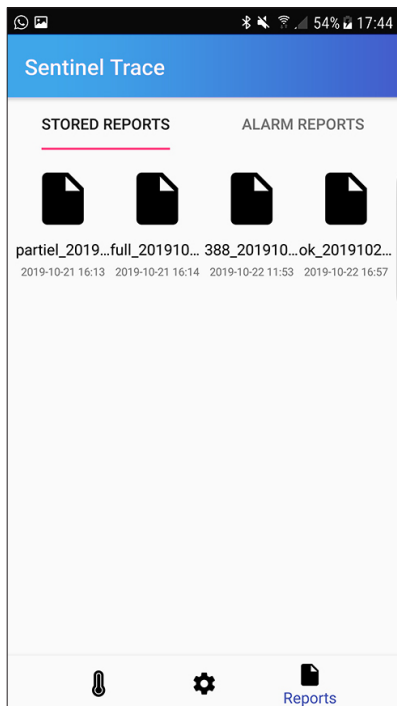 54% 17:44
Sentinel Trace
STORED REPORTS ALARM REPORTS
partiel_2019... full_201910... 388_201910... ok_2019102...
2019-10-21 16:13 2019-10-21 16:14 2019-10-22 11:53 2019-10-22 16:57
Reports